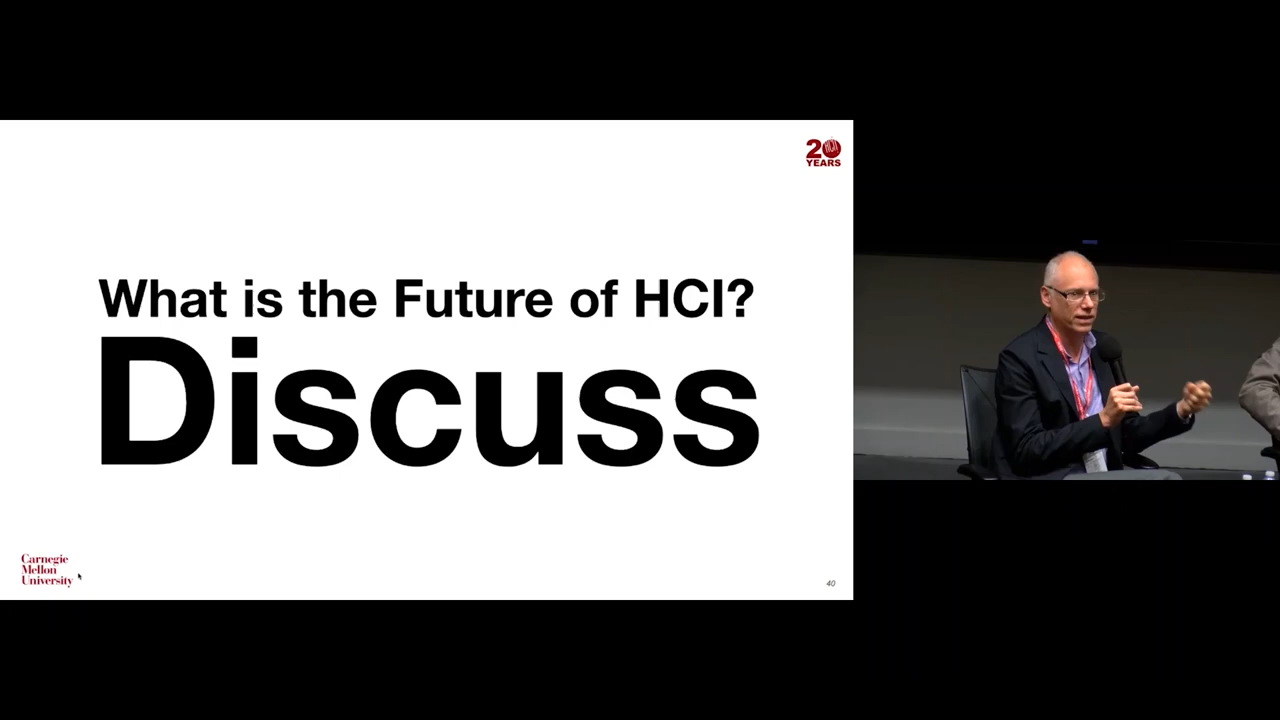 20
YEARS
What is the Future of HCI?
Discuss
Carnegie
Mellon
University
40